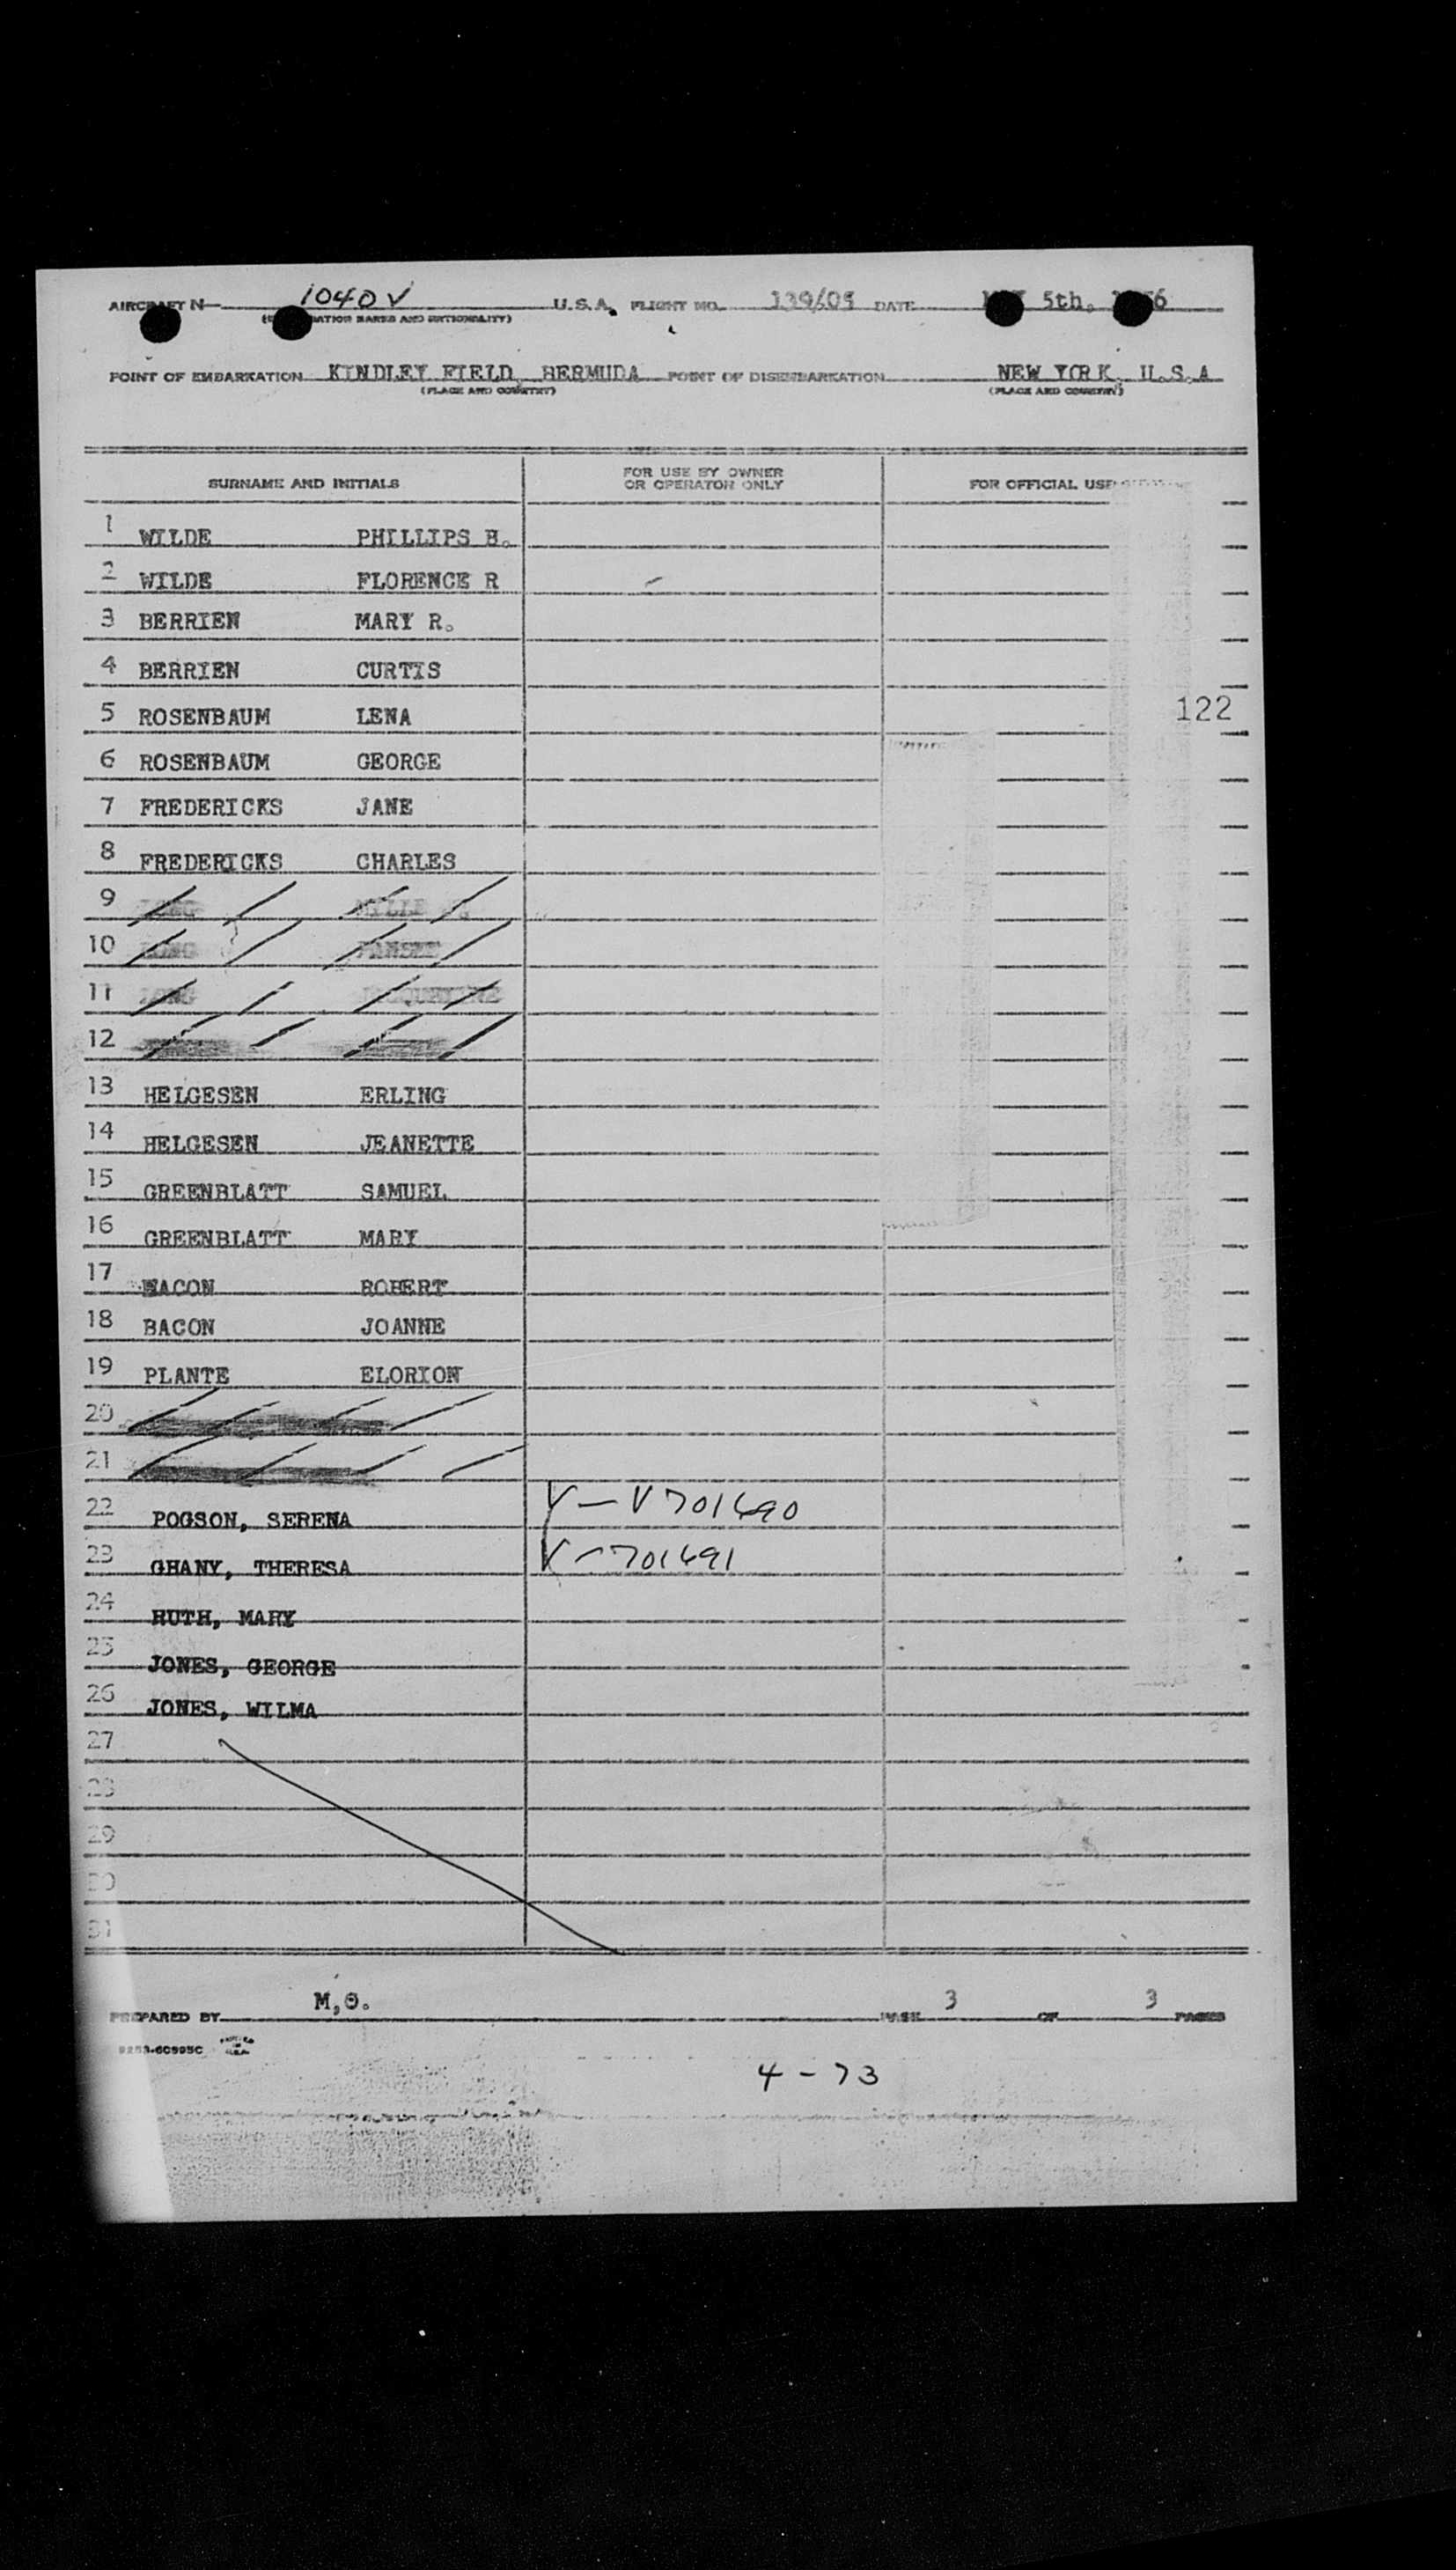 AIRCRAFT N 1040V U.S.A. FLIGHT NO. 139/05 DATE 5th, 6
(PLACE AND COUNTRY)
POINT OF EMBARKATION KINDLEY FIELD, BERMUDA POINT OF DISEMBARKATION NEW YORK, U.S.A
(PLACE AND COUNTRY) (PLACE AND COUNTRY)
SURNAME AND INITIALS FOR USE BY OWNER OR OPERATOR ONLY FOR OFFICIAL USE
1 WILDE PHILLIPS H.
2 WILDE FLORENCE R
3 BERRIEN MARY R.
4 BERRIEN CURTIS
5 ROSENBAUM LENA
122
6 ROSENBAUM GEORGE
7 FREDERICKS JANE
8 FREDERICKS CHARLES
9
10
11
12
13 HELGESEN ERLING
14 HELGESEN JEANETTE
15 GREENBLATT SAMUEL
16 GREENBLATT MARY
17 BACON ROBERT
18 BACON JOANNE
19 PLANTE ELORION
20
21
22 POGSON, SERENA V-V701690
23 GHANY, THERESA V-701691
24 RUTH, MARY
25 JONES, GEORGE
26 JONES, WILMA
27
28
29
30
31
PREPARED BY M,O. PAGE 3 OF 3 PAGES
4-73